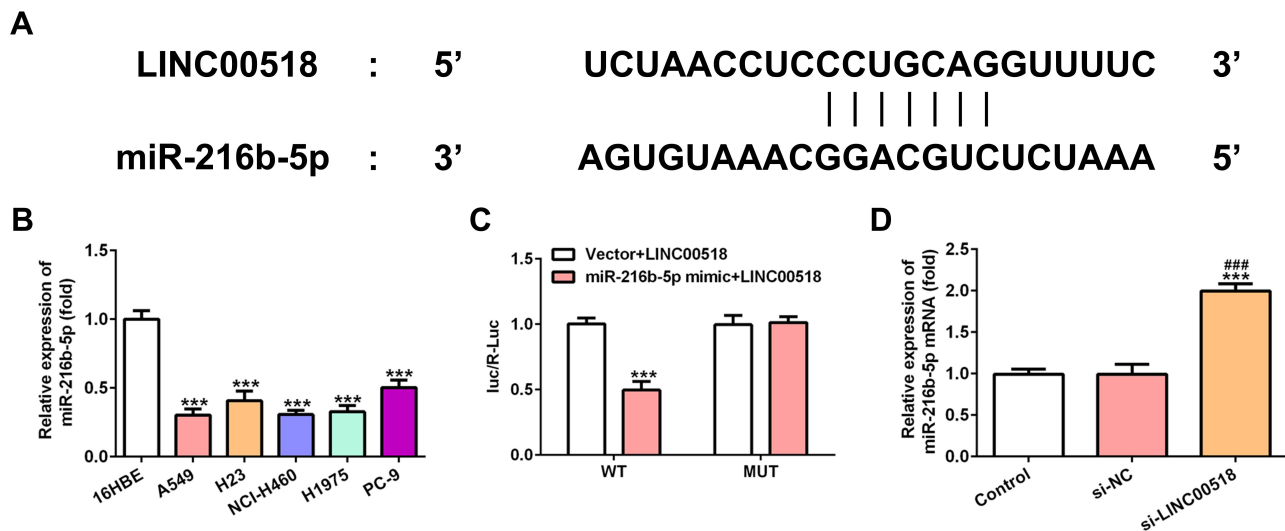 A
LINC00518 : 5’ UCUAACCUCCCUGCAGGUUUUC 3’
miR-216b-5p : 3’ AGUGUAAACGGACGUCUCUAAA 5’
B
Relative expression of
miR-216b-5p (fold)
1.5
1.0
0.5
0.0
***
***
***
***
***
16HBE
A549
H23
NCI-H460
H1975
PC-9
C
luc/R-Luc
1.5
1.0
0.5
0.0
Vector+LINC00518
miR-216b-5p mimic+LINC00518
***
WT
MUT
D
Relative expression of
miR-216b-5p mRNA (fold)
2.5
2.0
1.5
1.0
0.5
0.0
###
***
Control
si-NC
si-LINC00518